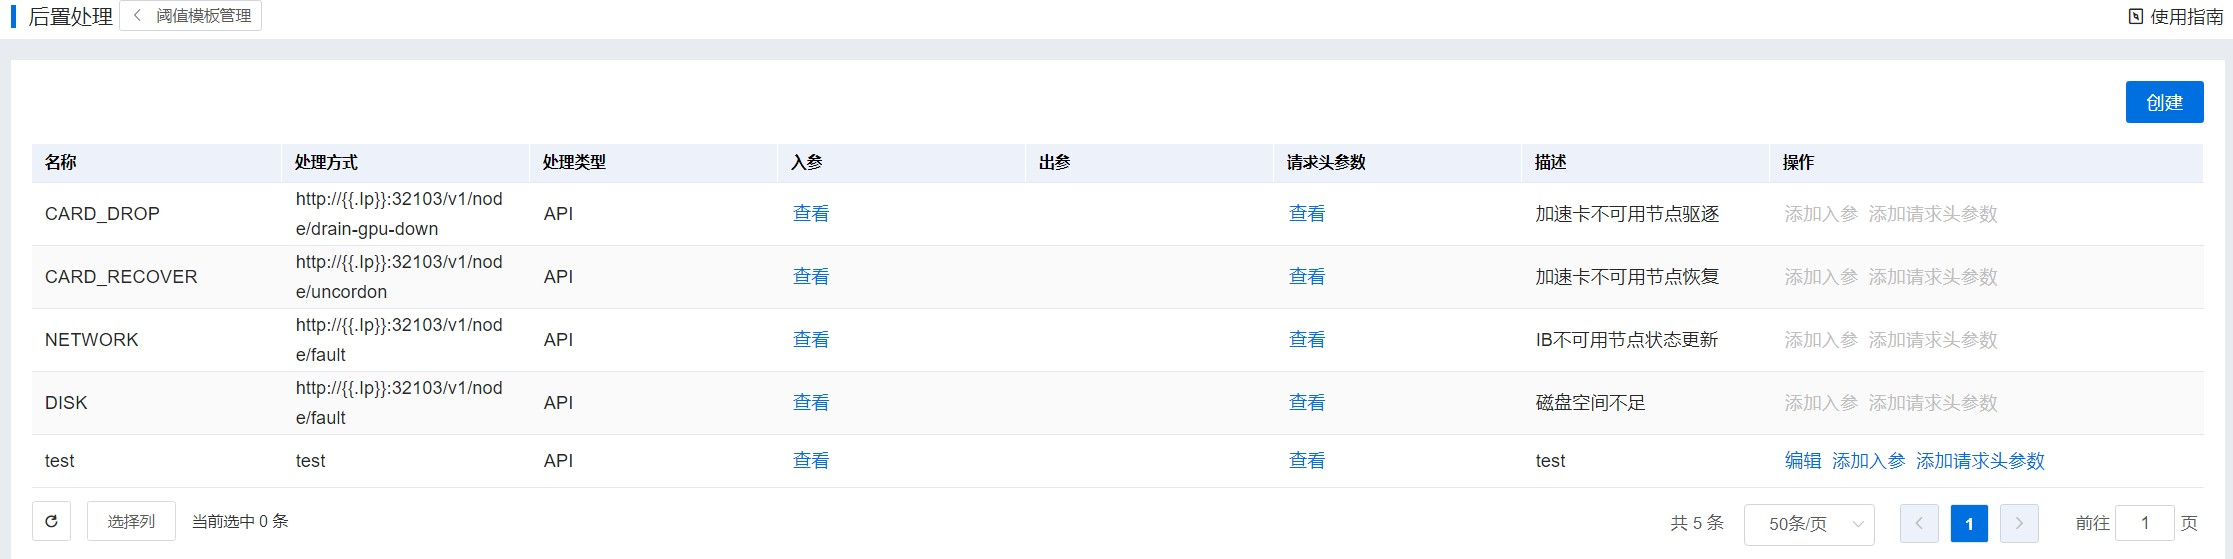 后置处理 阈值模板管理 使用指南
创建
名称 处理方式 处理类型 入参 出参 请求头参数 描述 操作
CARD_DROP http://{{.Ip}}:32103/v1/nod API 查看 查看 加速卡不可用节点驱逐 添加入参 添加请求头参数
e/drain-gpu-down
CARD_RECOVER http://{{.Ip}}:32103/v1/nod API 查看 查看 加速卡不可用节点恢复 添加入参 添加请求头参数
e/uncordon
NETWORK http://{{.Ip}}:32103/v1/nod API 查看 查看 IB不可用节点状态更新 添加入参 添加请求头参数
e/fault
DISK http://{{.Ip}}:32103/v1/nod API 查看 查看 磁盘空间不足 添加入参 添加请求头参数
e/fault
test test API 查看 查看 test 编辑 添加入参 添加请求头参数
选择列 当前选中 0 条 共 5 条 50条/页 1 前往 1 页